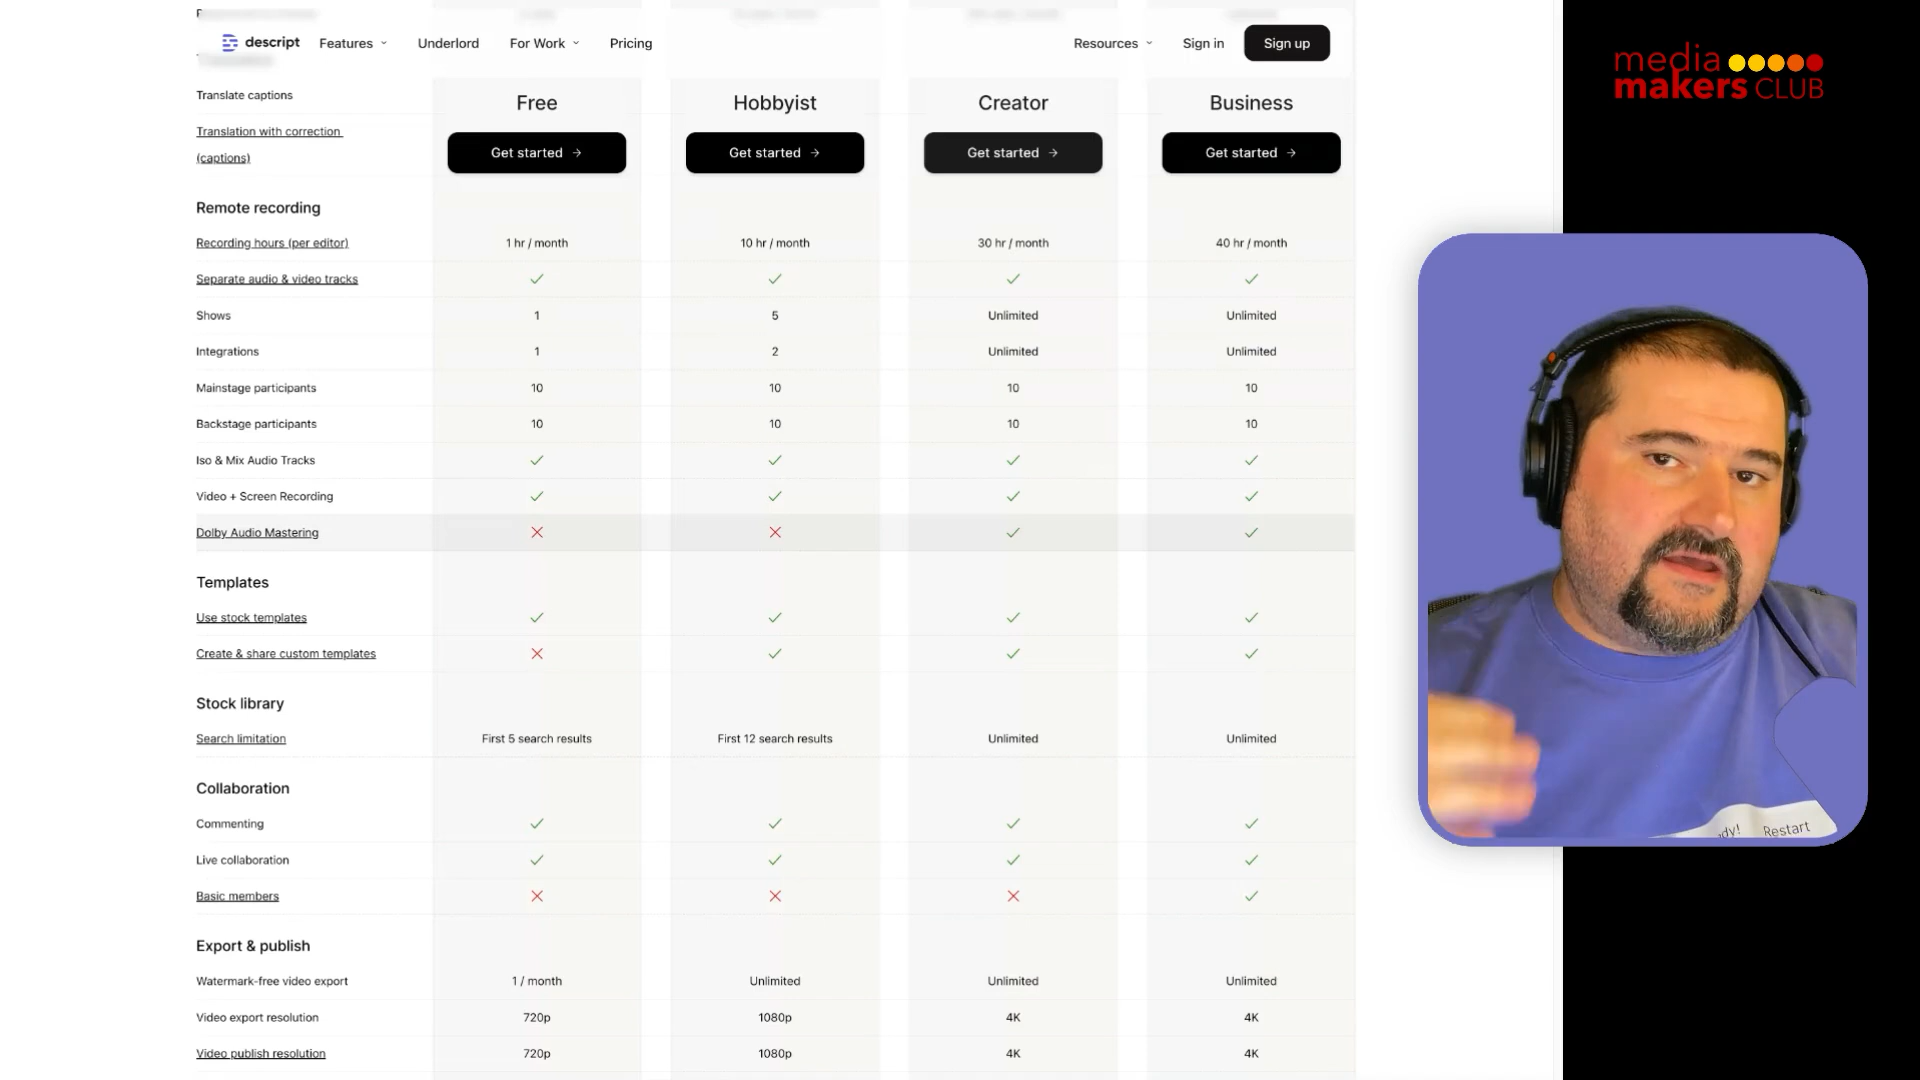 descript Features Underlord For Work Pricing Resources Sign in Sign up
media makers CLUB
Translate captions Free Hobbyist Creator Business
Translation with correction (captions) Get started → Get started → Get started → Get started →
Remote recording
Recording hours (per editor) 1 hr / month 10 hr / month 30 hr / month 40 hr / month
Separate audio & video tracks
Shows 1 5 Unlimited Unlimited
Integrations 1 2 Unlimited Unlimited
Mainstage participants 10 10 10 10
Backstage participants 10 10 10 10
Iso & Mix Audio Tracks
Video + Screen Recording
Dolby Audio Mastering
Templates
Use stock templates
Create & share custom templates
Stock library
Search limitation First 5 search results First 12 search results Unlimited Unlimited
Collaboration
Commenting
dy! Restart
Live collaboration
Basic members
Export & publish
Watermark-free video export 1 / month Unlimited Unlimited Unlimited
Video export resolution 720p 1080p 4K 4K
Video publish resolution 720p 1080p 4K 4K